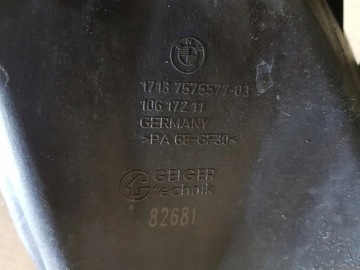 1713 7575577-03
106 172 11
GERMANY
>PA 66-GF30<
GEIGER
technik
82681